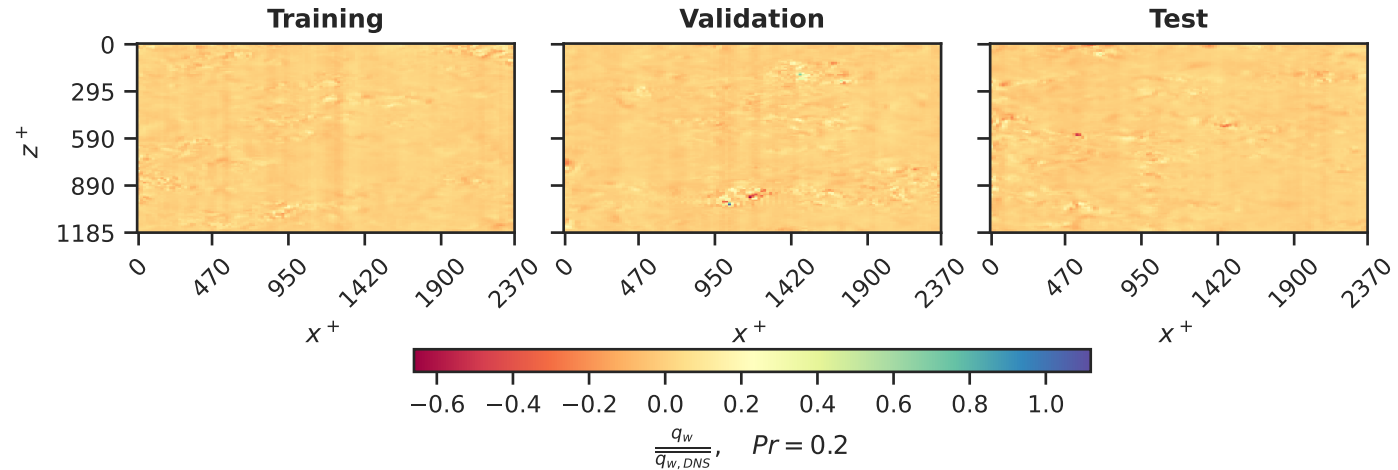 Training Validation Test
z+
0
295
590
890
1185
0 470 950 1420 1900 2370 0 470 950 1420 1900 2370 0 470 950 1420 1900 2370
x+ x+ x+
−0.6 −0.4 −0.2 0.0 0.2 0.4 0.6 0.8 1.0
q_w / q_{w, DNS}, Pr = 0.2